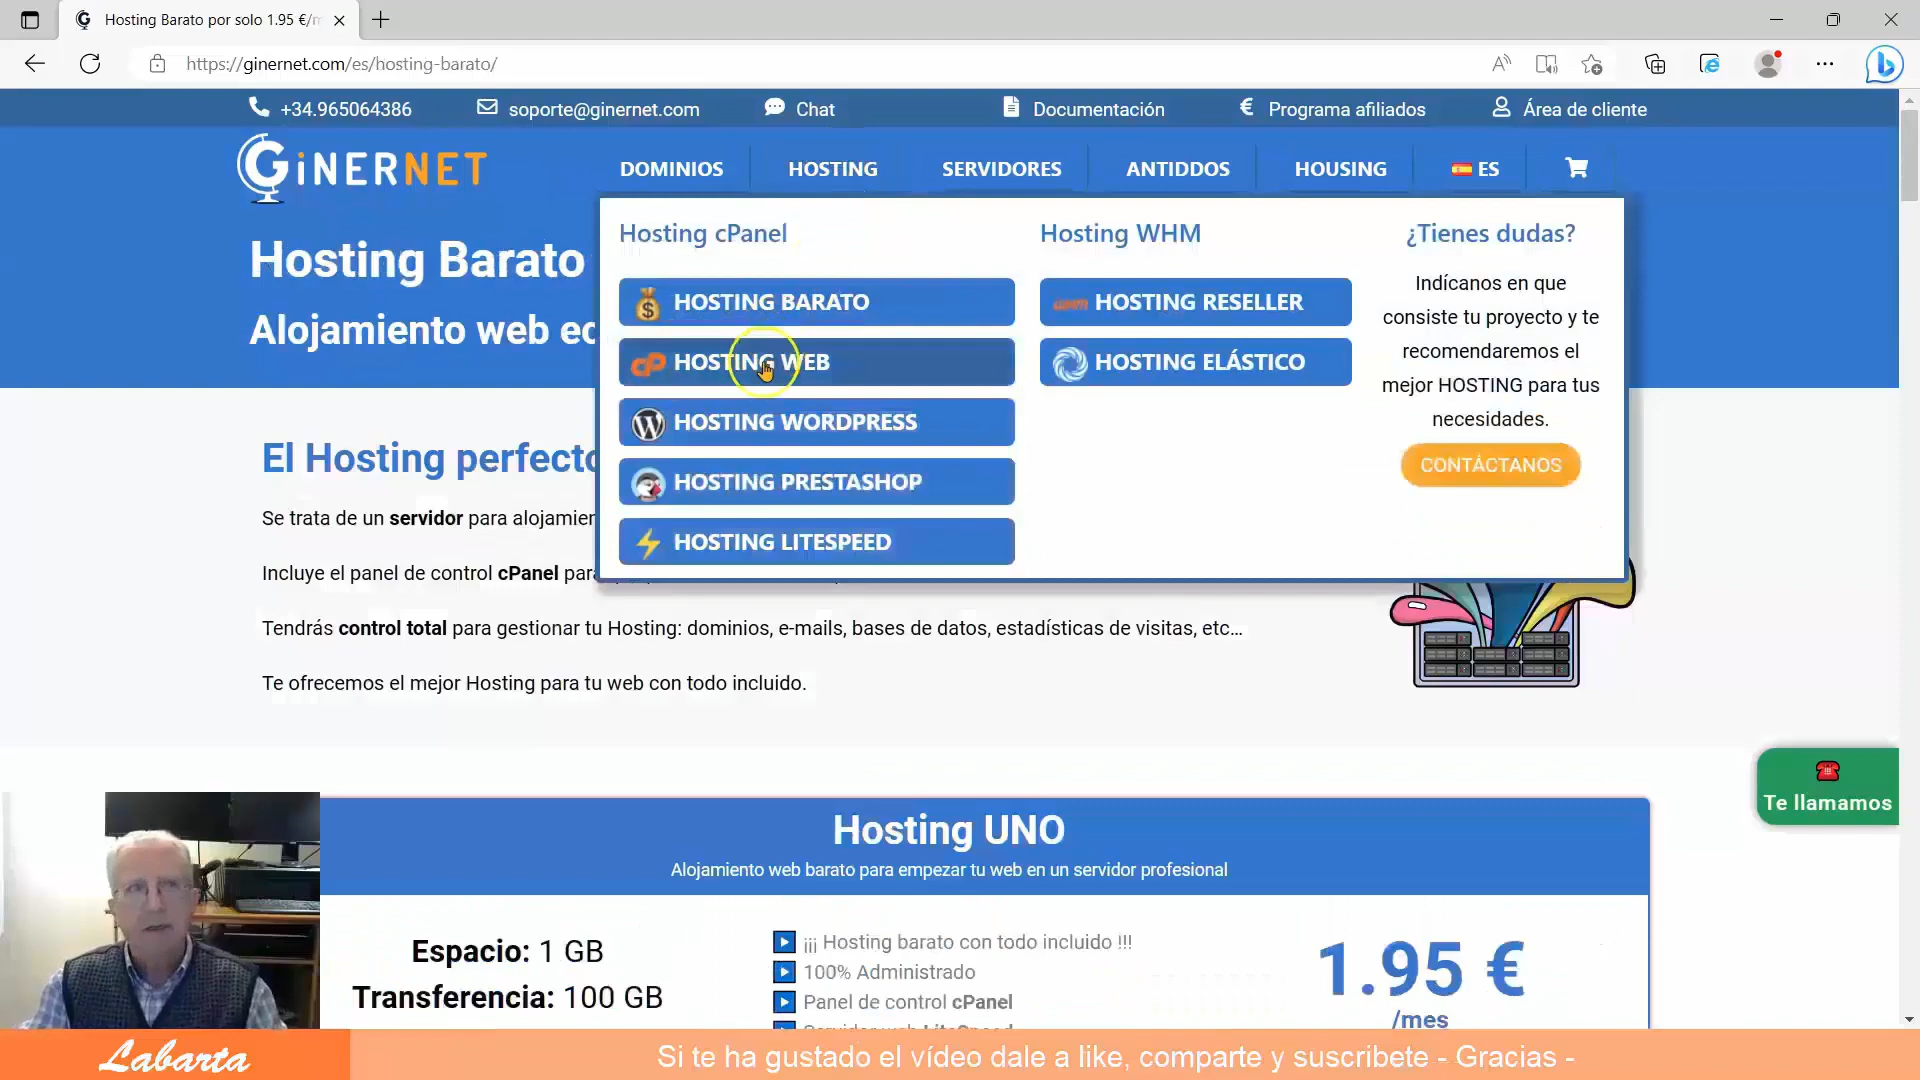 Hosting Barato por solo 1.95 €/m
https://ginernet.com/es/hosting-barato/
+34.965064386
soporte@ginernet.com
Chat
Documentación
Programa afiliados
Área de cliente
GiNERNET
DOMINIOS
HOSTING
SERVIDORES
ANTIDDOS
HOUSING
ES
Hosting Barato
Alojamiento web ec
Hosting cPanel
HOSTING BARATO
HOSTING WEB
HOSTING WORDPRESS
HOSTING PRESTASHOP
HOSTING LITESPEED
Hosting WHM
HOSTING RESELLER
HOSTING ELÁSTICO
¿Tienes dudas?
Indícanos en que
consiste tu proyecto y te
recomendaremos el
mejor HOSTING para tus
necesidades.
CONTÁCTANOS
El Hosting perfecto
Se trata de un servidor para alojamien
Incluye el panel de control cPanel para
Tendrás control total para gestionar tu Hosting: dominios, e-mails, bases de datos, estadísticas de visitas, etc...
Te ofrecemos el mejor Hosting para tu web con todo incluido.
Te llamamos
Hosting UNO
Alojamiento web barato para empezar tu web en un servidor profesional
Espacio: 1 GB
Transferencia: 100 GB
¡¡¡ Hosting barato con todo incluido !!!
100% Administrado
Panel de control cPanel
Servidor web LiteSpeed
1.95 €
/mes
Labarta
Si te ha gustado el vídeo dale a like, comparte y suscribete - Gracias -